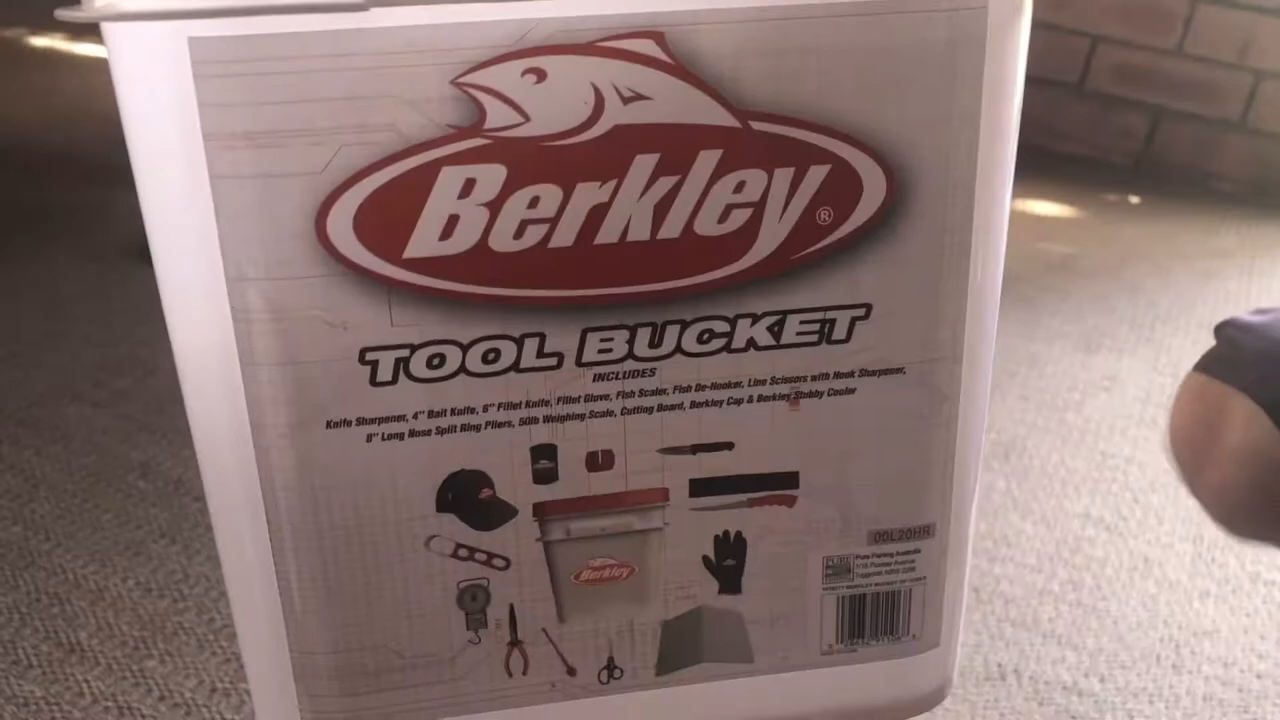 Berkley®
TOOL BUCKET
INCLUDES
Knife Sharpener, 4" Bait Knife, 6" Fillet Knife, Fillet Glove, Fish Scaler, Fish De-Hooker, Line Scissors with Hook Sharpener,
8" Long Nose Split Ring Pliers, 50lb Weighing Scale, Cutting Board, Berkley Cap & Berkley Stubby Cooler
Berkley
00L20HR
PURE
Pure Fishing Australia